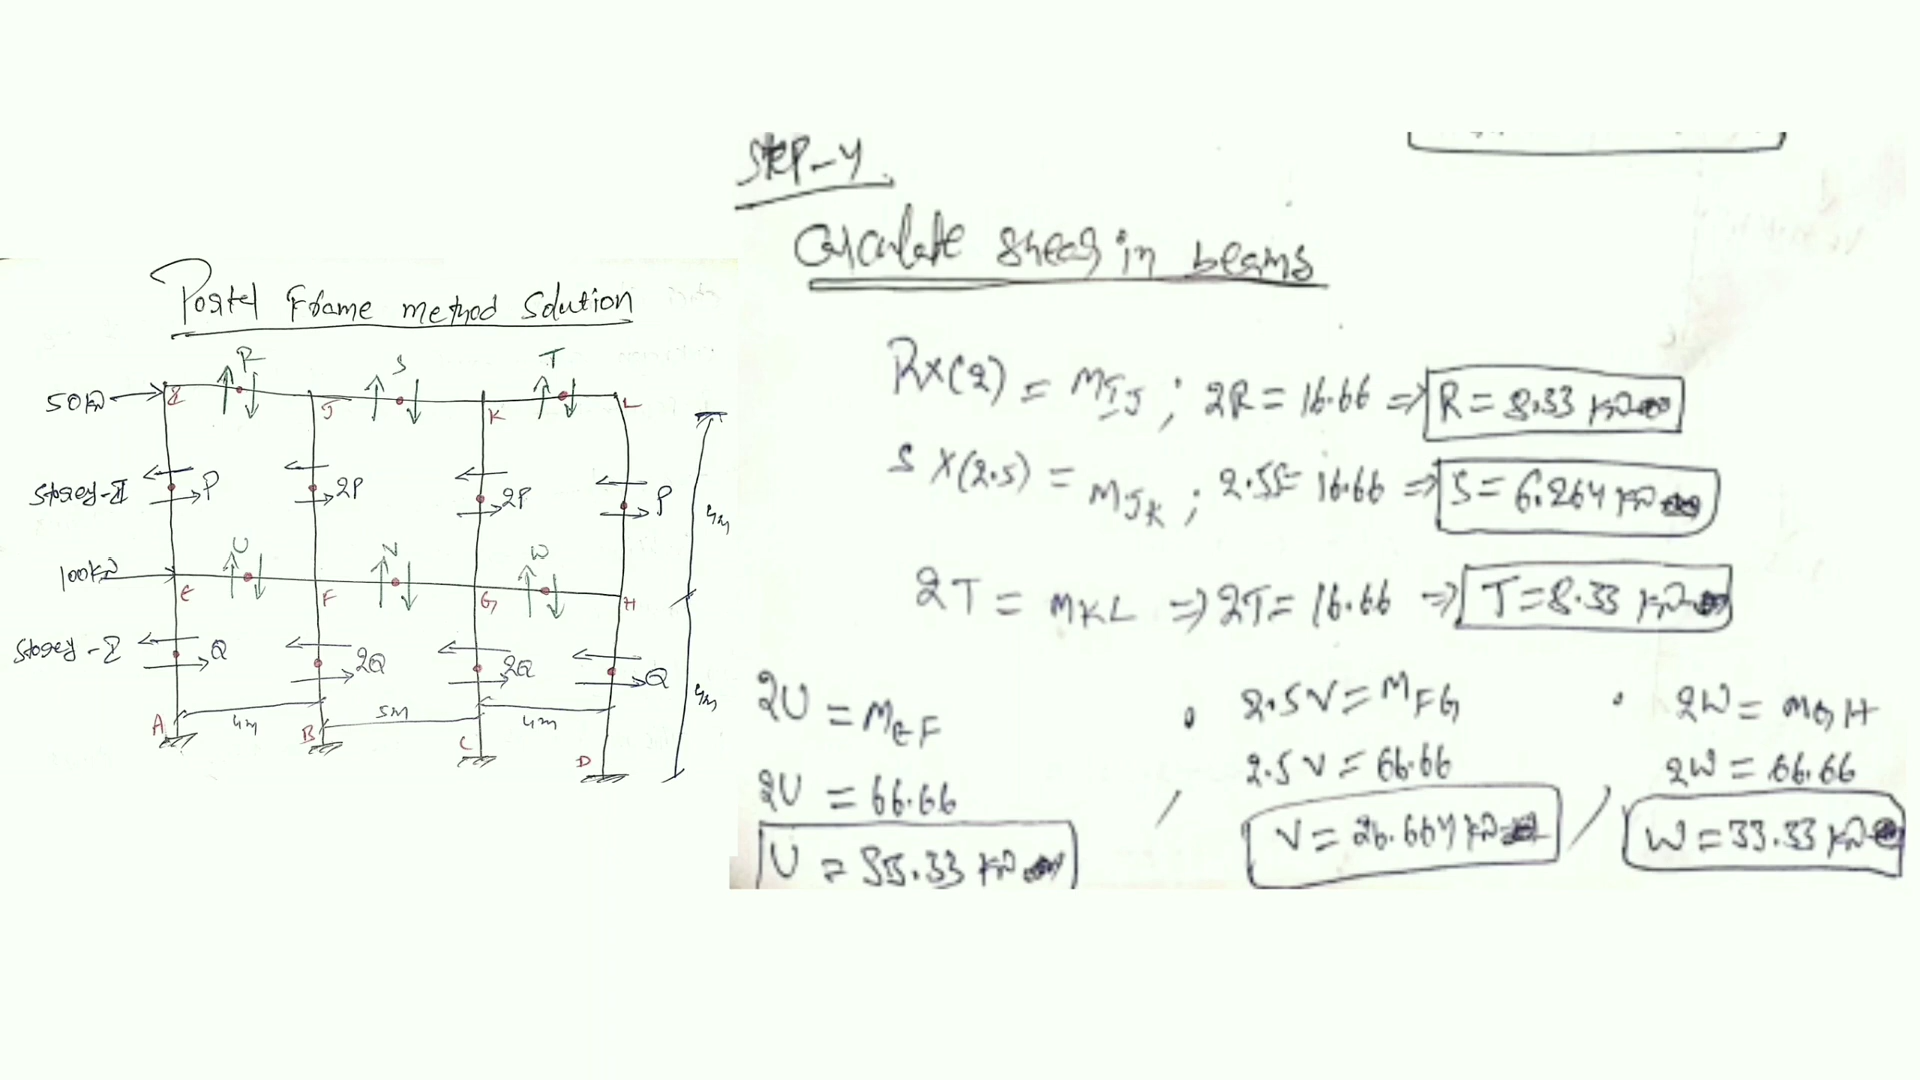 Portel Frame method Solution
R S T
50kN I J K L
Storey-II P 2P 2P P 4m
U V W
100kN E F G H
Storey-I Q 2Q 2Q Q 4m
A 4m B 5m C 4m D
Step-4
Calculate shear in beams
R×(2) = MIJ ; 2R = 16.66 ⇒ R = 8.33 kN
S×(2.5) = MJK ; 2.5S = 16.66 ⇒ S = 6.264 kN
2T = MKL ⇒ 2T = 16.66 ⇒ T = 8.33 kN
2U = MEF 2.5V = MFG 2W = MGH
2U = 66.66 2.5V = 66.66 2W = 66.66
U = 33.33 kN V = 26.664 kN W = 33.33 kN